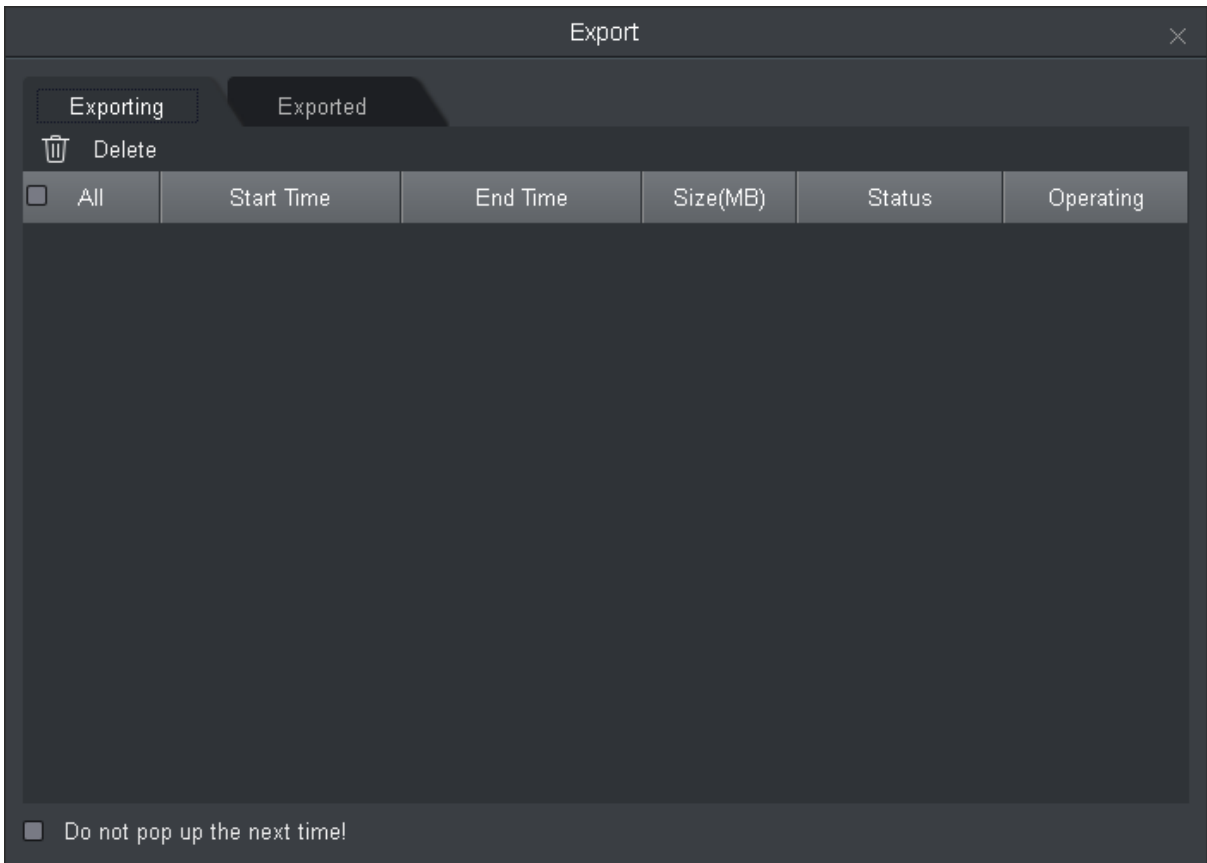 Export
Exporting Exported
Delete
All Start Time End Time Size(MB) Status Operating
Do not pop up the next time!